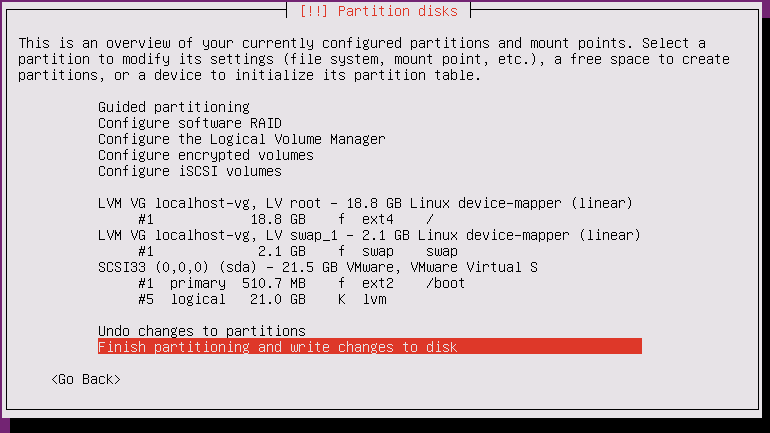 [!!] Partition disks
This is an overview of your currently configured partitions and mount points. Select a
partition to modify its settings (file system, mount point, etc.), a free space to create
partitions, or a device to initialize its partition table.
Guided partitioning
Configure software RAID
Configure the Logical Volume Manager
Configure encrypted volumes
Configure iSCSI volumes
LVM VG localhost-vg, LV root - 18.8 GB Linux device-mapper (linear)
#1 18.8 GB f ext4 /
LVM VG localhost-vg, LV swap_1 - 2.1 GB Linux device-mapper (linear)
#1 2.1 GB f swap swap
SCSI33 (0,0,0) (sda) - 21.5 GB VMware, VMware Virtual S
#1 primary 510.7 MB f ext2 /boot
#5 logical 21.0 GB K lvm
Undo changes to partitions
Finish partitioning and write changes to disk
<Go Back>